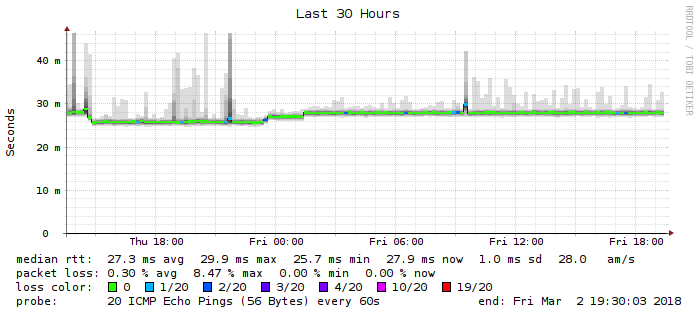 Last 30 Hours
RRDTOOL / TOBI OETIKER
Seconds
40 m
30 m
20 m
10 m
0
Thu 18:00 Fri 00:00 Fri 06:00 Fri 12:00 Fri 18:00
median rtt: 27.3 ms avg 29.9 ms max 25.7 ms min 27.9 ms now 1.0 ms sd 28.0 am/s
packet loss: 0.30 % avg 8.47 % max 0.00 % min 0.00 % now
loss color: 0 1/20 2/20 3/20 4/20 10/20 19/20
probe: 20 ICMP Echo Pings (56 Bytes) every 60s end: Fri Mar 2 19:30:03 2018